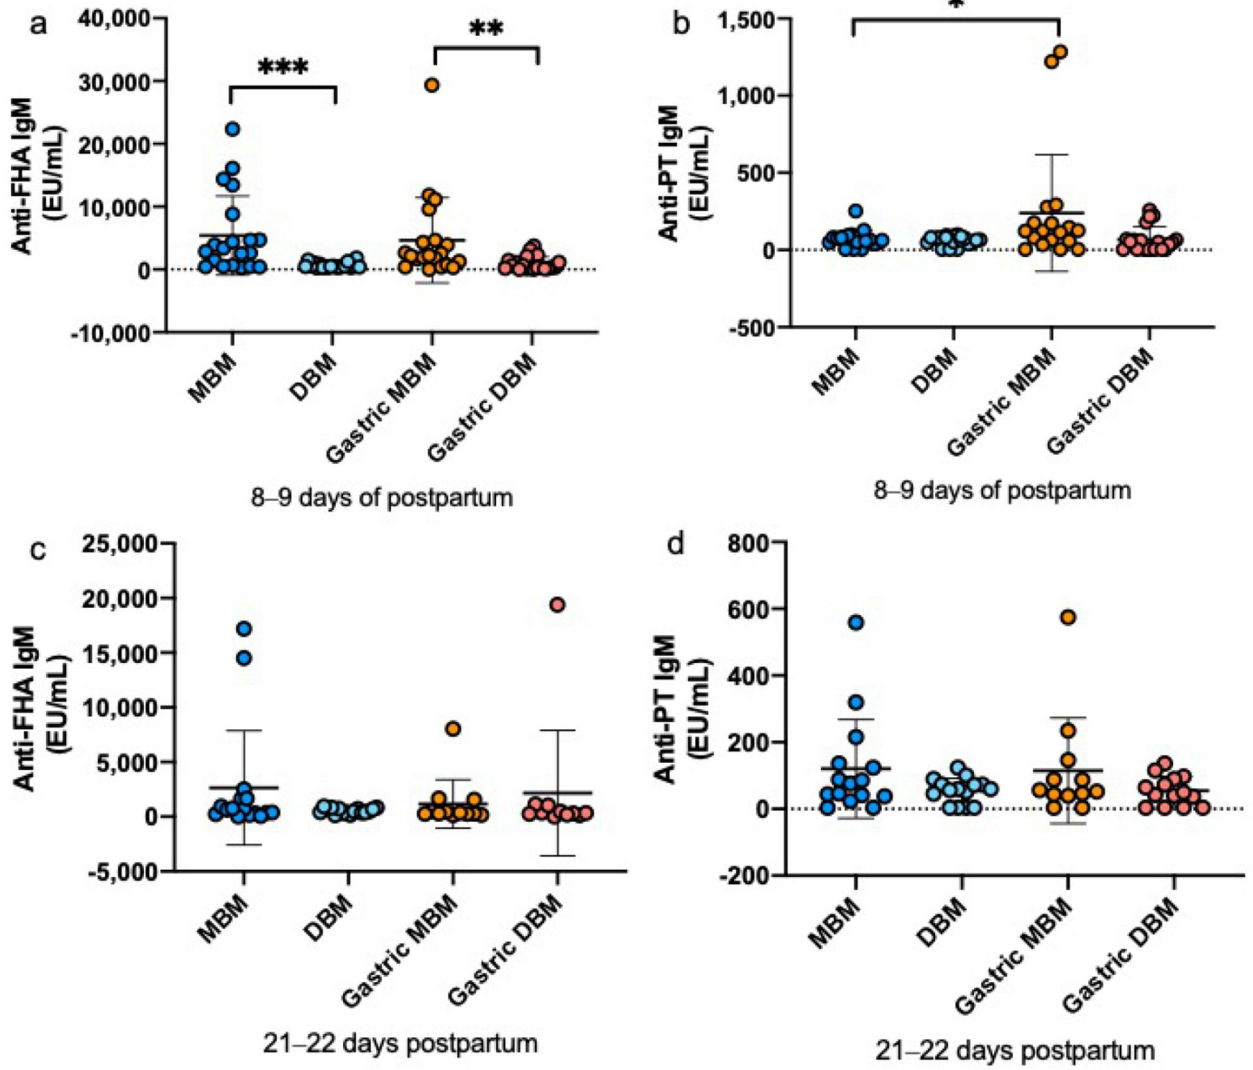 a
Anti-FHA IgM
(EU/mL)
40,000
30,000
20,000
10,000
0
-10,000
***
**
MBM
DBM
Gastric MBM
Gastric DBM
8–9 days of postpartum
b
Anti-PT IgM
(EU/mL)
1,500
1,000
500
0
-500
*
MBM
DBM
Gastric MBM
Gastric DBM
8–9 days of postpartum
c
Anti-FHA IgM
(EU/mL)
25,000
20,000
15,000
10,000
5,000
0
-5,000
MBM
DBM
Gastric MBM
Gastric DBM
21–22 days postpartum
d
Anti-PT IgM
(EU/mL)
800
600
400
200
0
-200
MBM
DBM
Gastric MBM
Gastric DBM
21–22 days postpartum